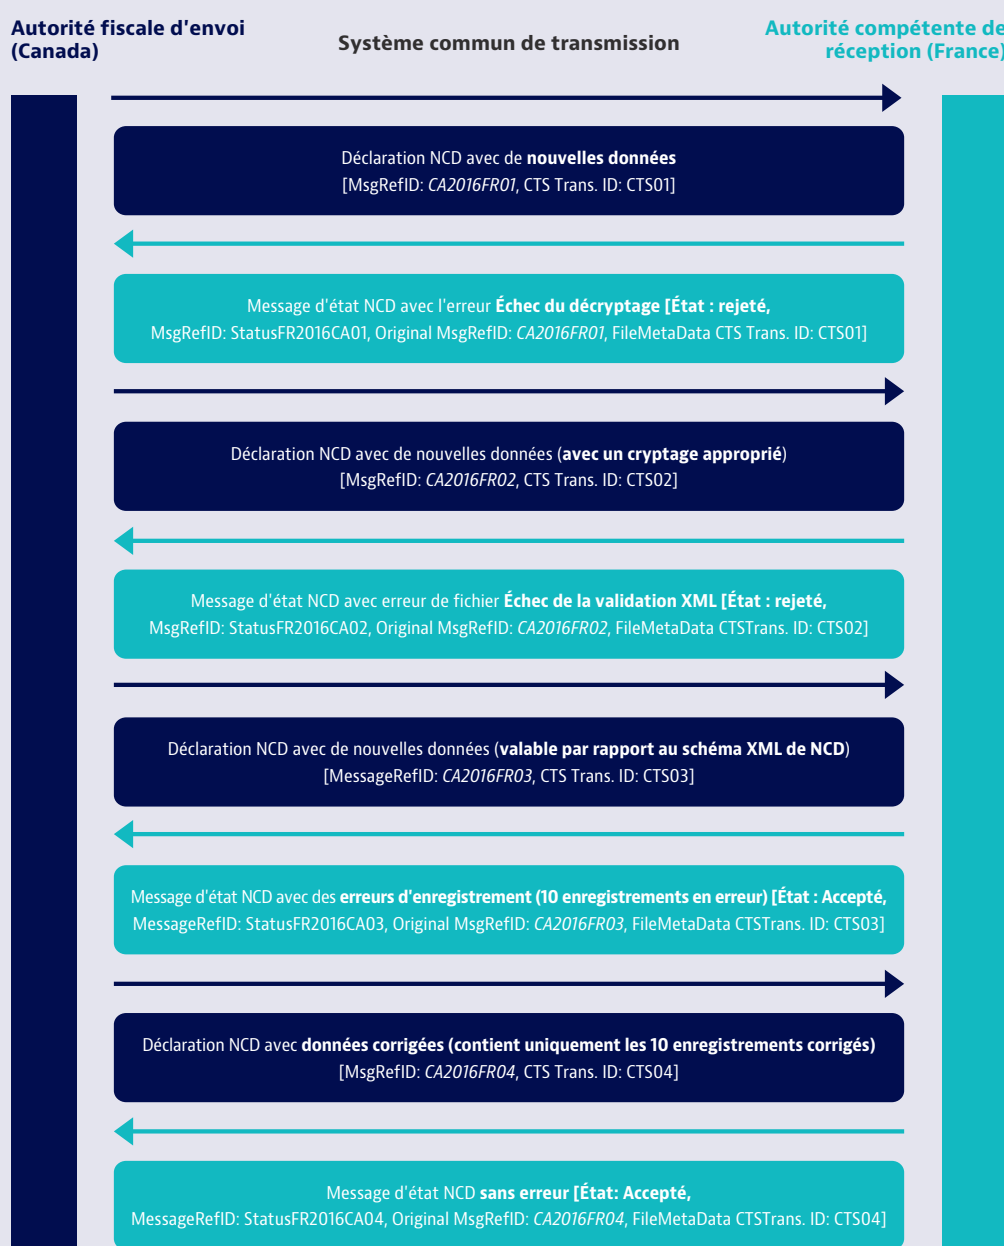 Autorité fiscale d'envoi
(Canada)
Système commun de transmission
Autorité compétente de
réception (France)
Déclaration NCD avec de nouvelles données
[MsgRefID: CA2016FR01, CTS Trans. ID: CTS01]
Message d'état NCD avec l'erreur Échec du décryptage [État : rejeté,
MsgRefID: StatusFR2016CA01, Original MsgRefID: CA2016FR01, FileMetaData CTS Trans. ID: CTS01]
Déclaration NCD avec de nouvelles données (avec un cryptage approprié)
[MsgRefID: CA2016FR02, CTS Trans. ID: CTS02]
Message d'état NCD avec erreur de fichier Échec de la validation XML [État : rejeté,
MsgRefID: StatusFR2016CA02, Original MsgRefID: CA2016FR02, FileMetaData CTSTrans. ID: CTS02]
Déclaration NCD avec de nouvelles données (valable par rapport au schéma XML de NCD)
[MessageRefID: CA2016FR03, CTS Trans. ID: CTS03]
Message d'état NCD avec des erreurs d'enregistrement (10 enregistrements en erreur) [État : Accepté,
MessageRefID: StatusFR2016CA03, Original MsgRefID: CA2016FR03, FileMetaData CTSTrans. ID: CTS03]
Déclaration NCD avec données corrigées (contient uniquement les 10 enregistrements corrigés)
[MsgRefID: CA2016FR04, CTS Trans. ID: CTS04]
Message d'état NCD sans erreur [État: Accepté,
MessageRefID: StatusFR2016CA04, Original MsgRefID: CA2016FR04, FileMetaData CTSTrans. ID: CTS04]